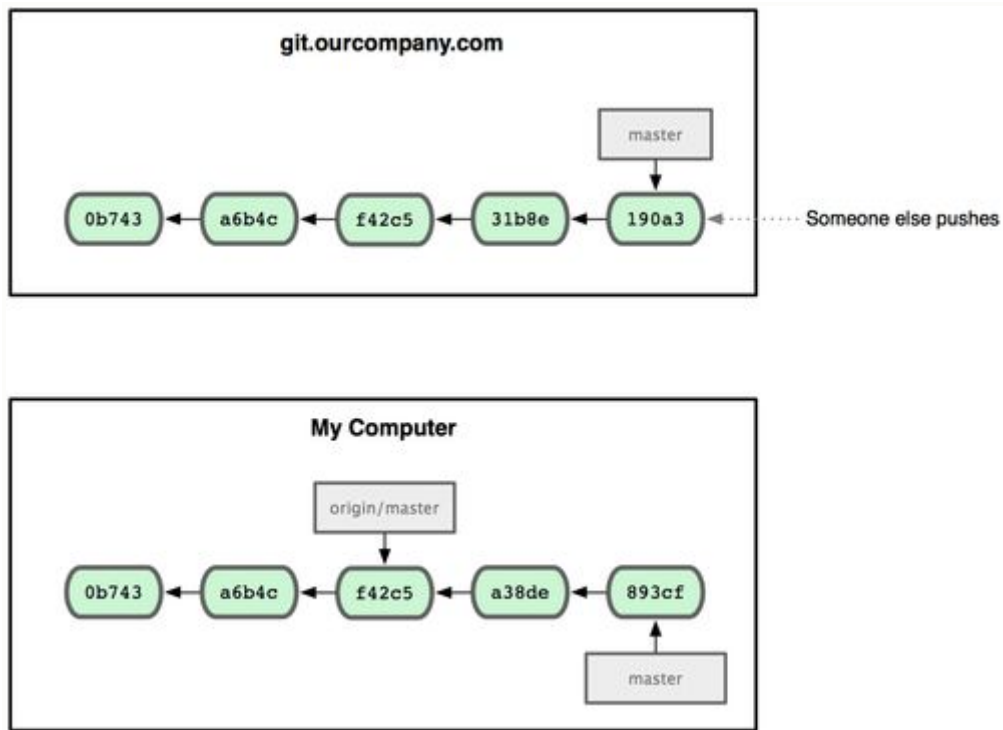 git.ourcompany.com
master
0b743 a6b4c f42c5 31b8e 190a3 Someone else pushes
My Computer
origin/master
0b743 a6b4c f42c5 a38de 893cf
master